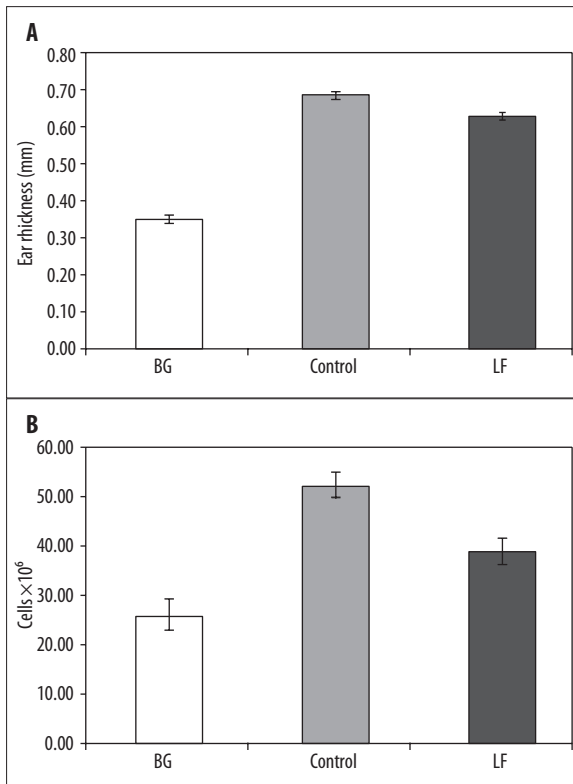 A
Ear rhickness (mm)
0.80
0.70
0.60
0.50
0.40
0.30
0.20
0.10
0.00
BG Control LF
B
Cells ×10⁶
60.00
50.00
40.00
30.00
20.00
10.00
0.00
BG Control LF